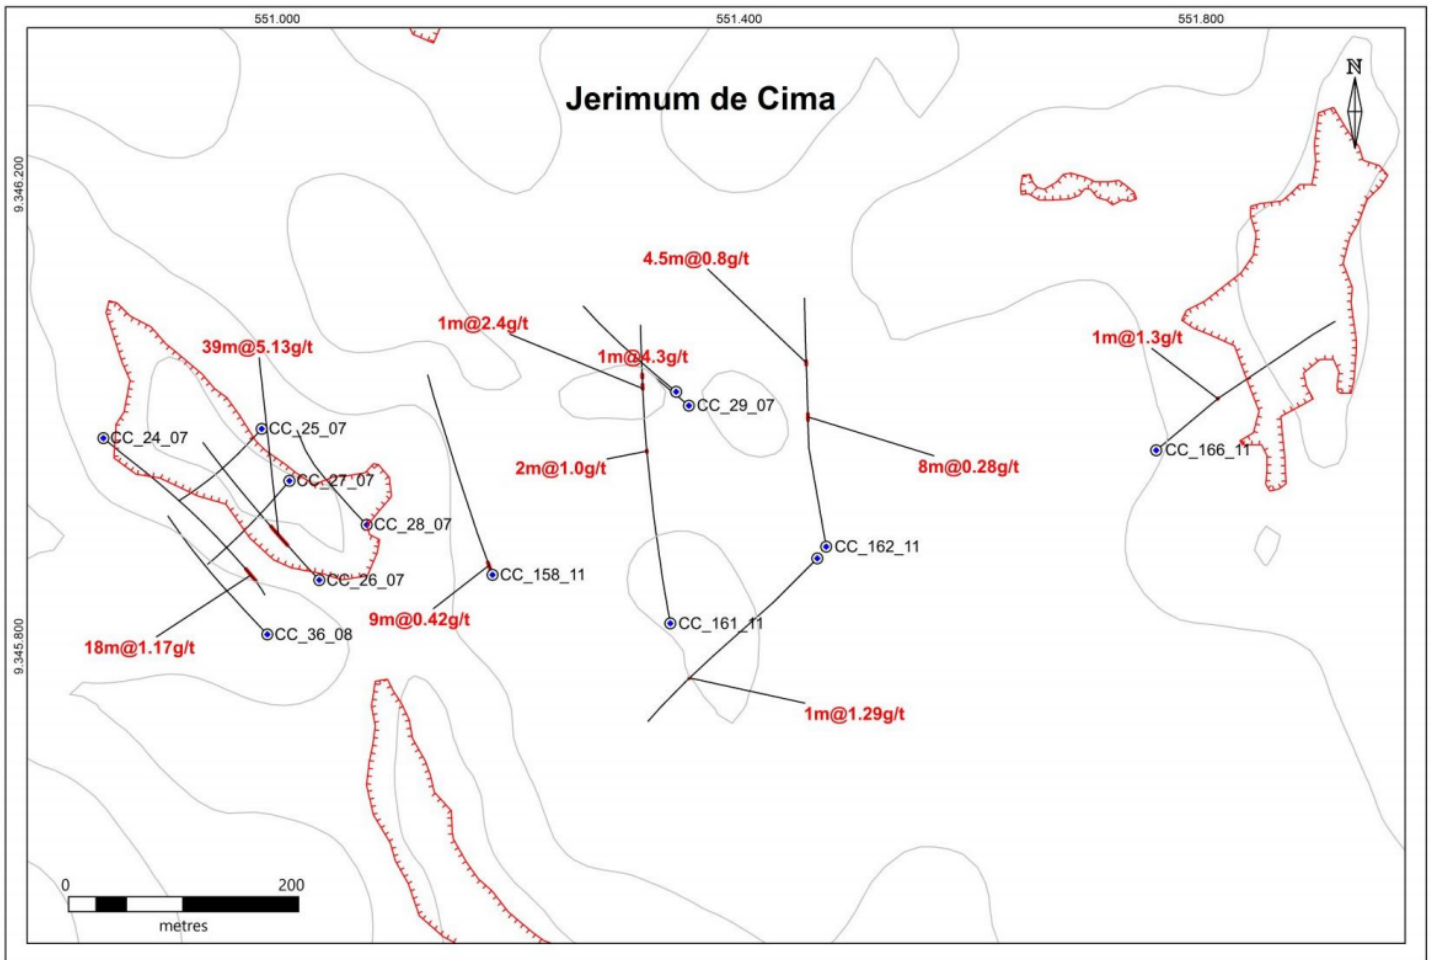 551.000
551.400
551.800
N
Jerimum de Cima
9.346.200
4.5m@0.8g/t
1m@2.4g/t
39m@5.13g/t
1m@4.3g/t
1m@1.3g/t
CC_29_07
CC_25_07
CC_24_07
CC_166_11
2m@1.0g/t
8m@0.28g/t
CC_27_07
CC_28_07
CC_162_11
CC_158_11
CC_26_07
9m@0.42g/t
CC_161_11
CC_36_08
18m@1.17g/t
9.345.800
1m@1.29g/t
0
200
metres